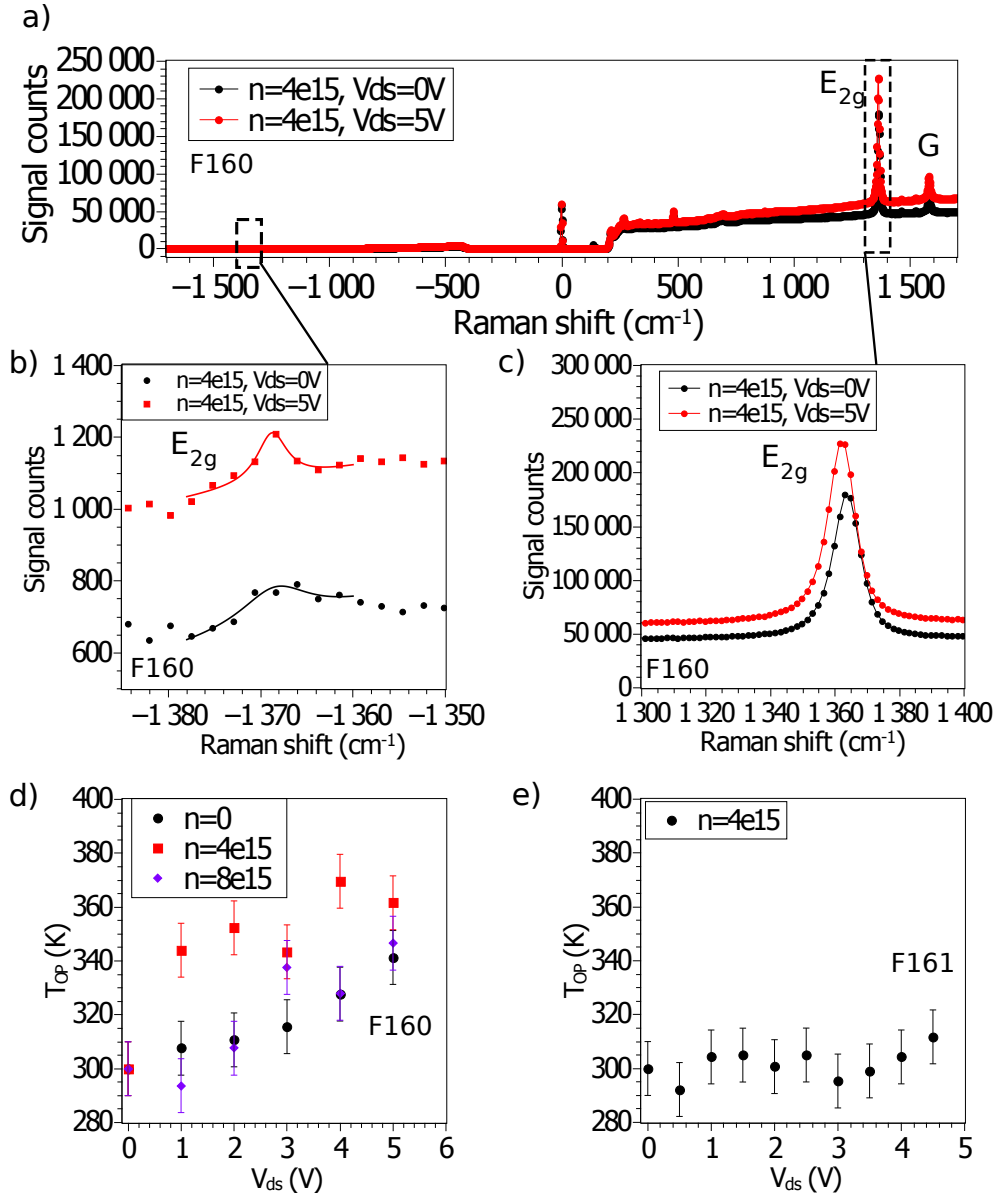 a)
250 000
200 000
150 000
100 000
50 000
0
Signal counts
n=4e15, Vds=0V
n=4e15, Vds=5V
F160
E2g
G
−1 500 −1 000 −500 0 500 1 000 1 500
Raman shift (cm-1)
b)
1 400
1 200
1 000
800
600
Signal counts
n=4e15, Vds=0V
n=4e15, Vds=5V
E2g
F160
−1 380 −1 370 −1 360 −1 350
Raman shift (cm-1)
c)
300 000
250 000
200 000
150 000
100 000
50 000
0
Signal counts
n=4e15, Vds=0V
n=4e15, Vds=5V
E2g
F160
1 300 1 320 1 340 1 360 1 380 1 400
Raman shift (cm-1)
d)
400
380
360
340
320
300
280
TOP (K)
n=0
n=4e15
n=8e15
F160
0 1 2 3 4 5 6
Vds (V)
e)
400
380
360
340
320
300
280
TOP (K)
n=4e15
F161
0 1 2 3 4 5
Vds (V)